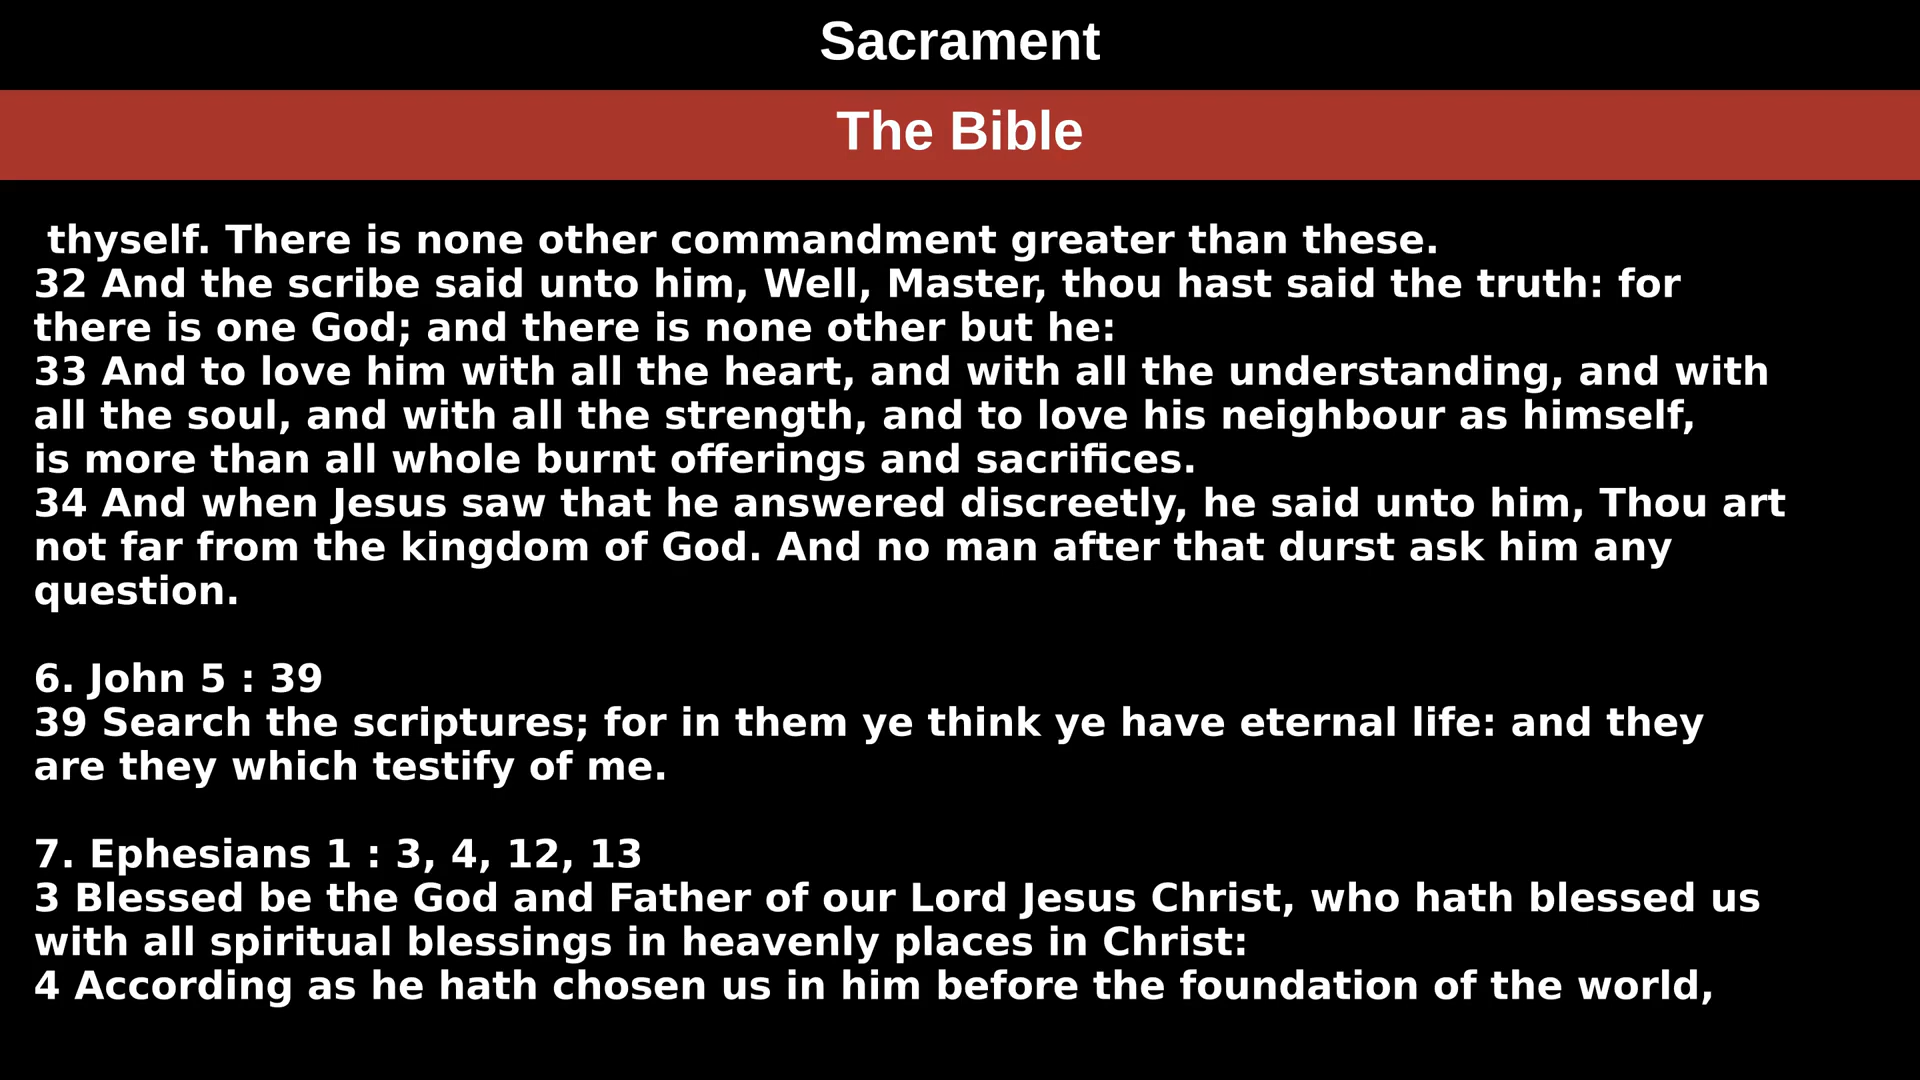 Sacrament
The Bible
thyself. There is none other commandment greater than these.
32 And the scribe said unto him, Well, Master, thou hast said the truth: for
there is one God; and there is none other but he:
33 And to love him with all the heart, and with all the understanding, and with
all the soul, and with all the strength, and to love his neighbour as himself,
is more than all whole burnt offerings and sacrifices.
34 And when Jesus saw that he answered discreetly, he said unto him, Thou art
not far from the kingdom of God. And no man after that durst ask him any
question.
6. John 5 : 39
39 Search the scriptures; for in them ye think ye have eternal life: and they
are they which testify of me.
7. Ephesians 1 : 3, 4, 12, 13
3 Blessed be the God and Father of our Lord Jesus Christ, who hath blessed us
with all spiritual blessings in heavenly places in Christ:
4 According as he hath chosen us in him before the foundation of the world,